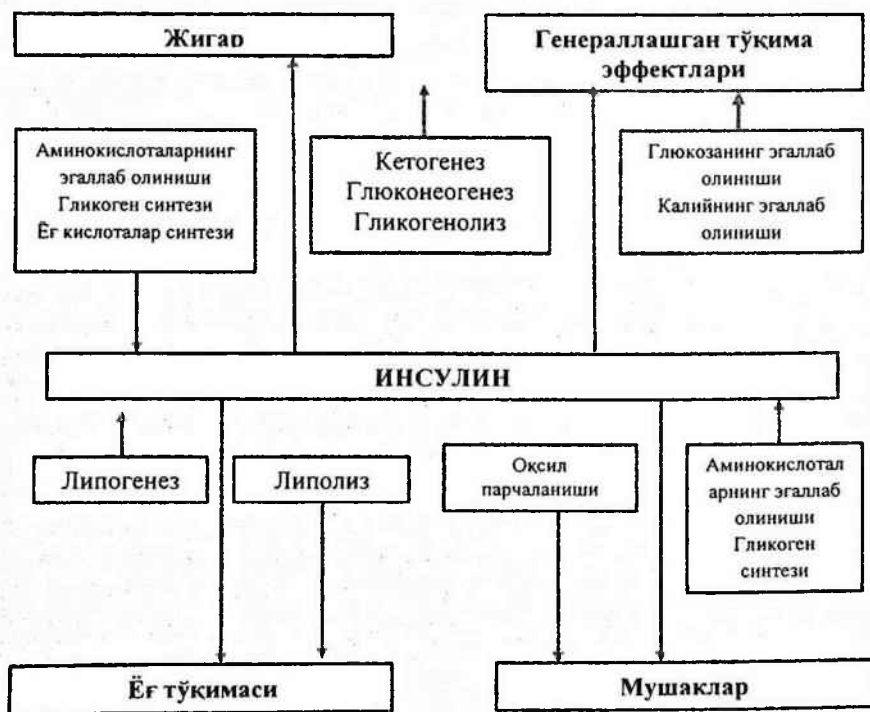 Жигар
Генераллашган тўқима
эффектлари
Аминокислоталарнинг
эгаллаб олиниши
Гликоген синтези
Ёғ кислоталар синтези
Кетогенез
Глюконеогенез
Гликогенолиз
Глюкозанинг эгаллаб
олиниши
Калийнинг эгаллаб
олиниши
ИНСУЛИН
Липогенез
Липолиз
Оқсил
парчаланиши
Аминокислотал
арнинг эгаллаб
олиниши
Гликоген
синтези
Ёғ тўқимаси
Мушаклар